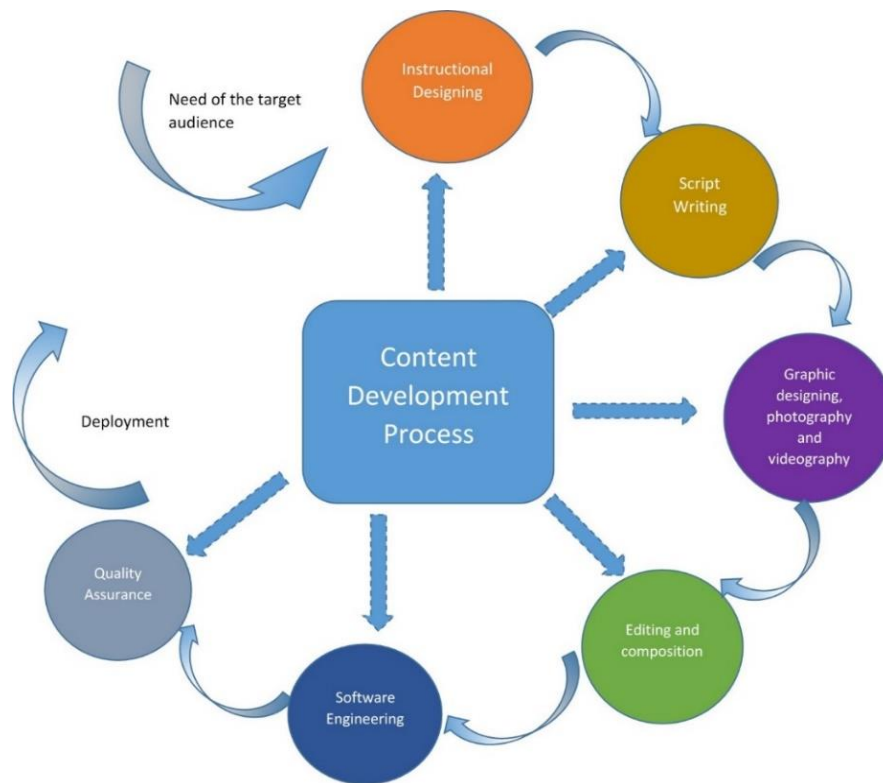 Instructional
Designing
Need of the target
audience
Script
Writing
Content
Development
Process
Graphic
designing,
photography
and
videography
Deployment
Quality
Assurance
Editing and
composition
Software
Engineering